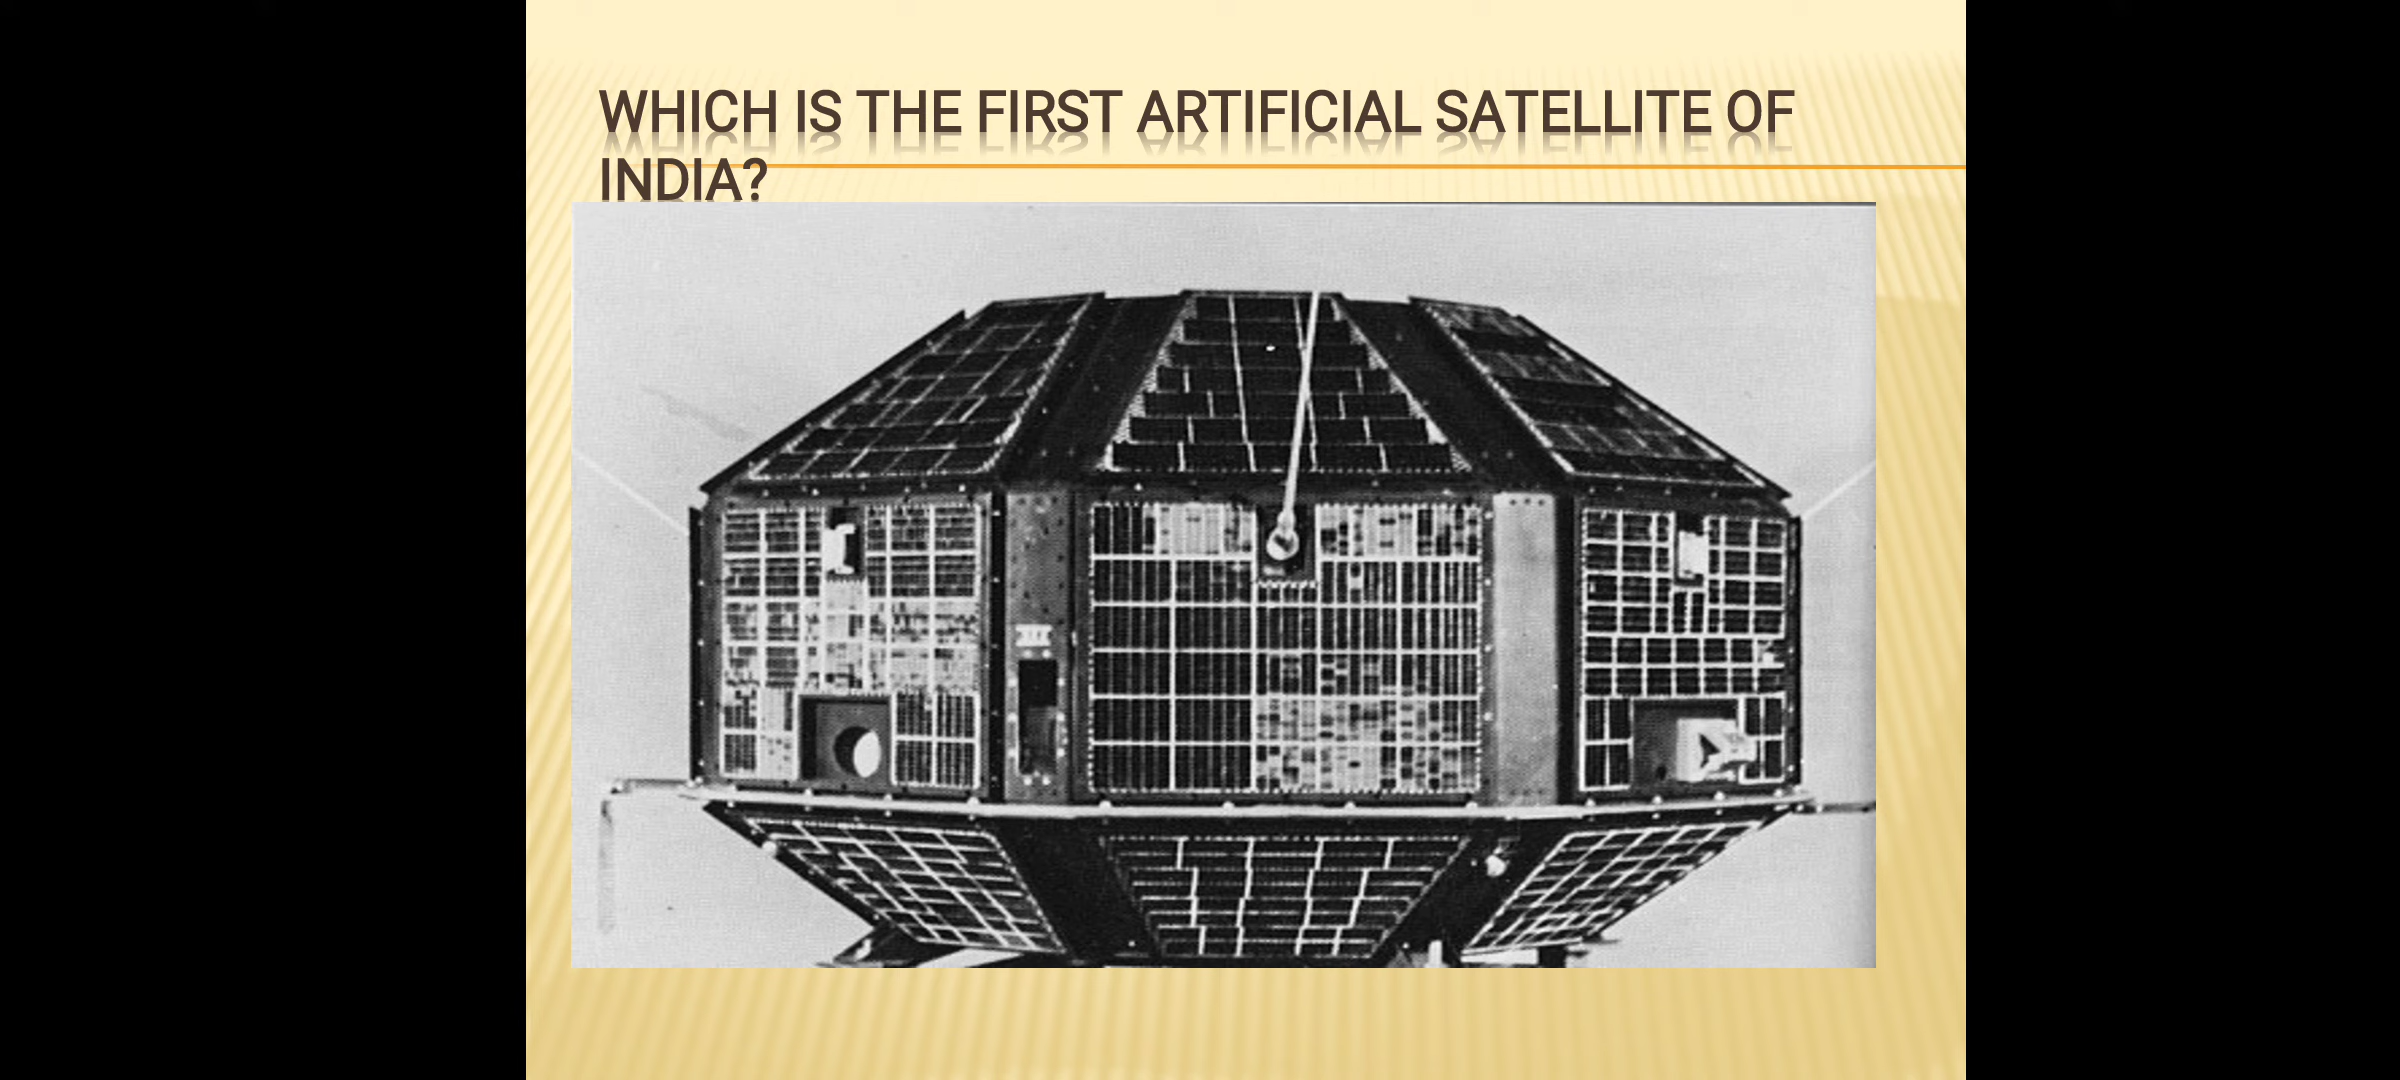 WHICH IS THE FIRST ARTIFICIAL SATELLITE OF
INDIA?